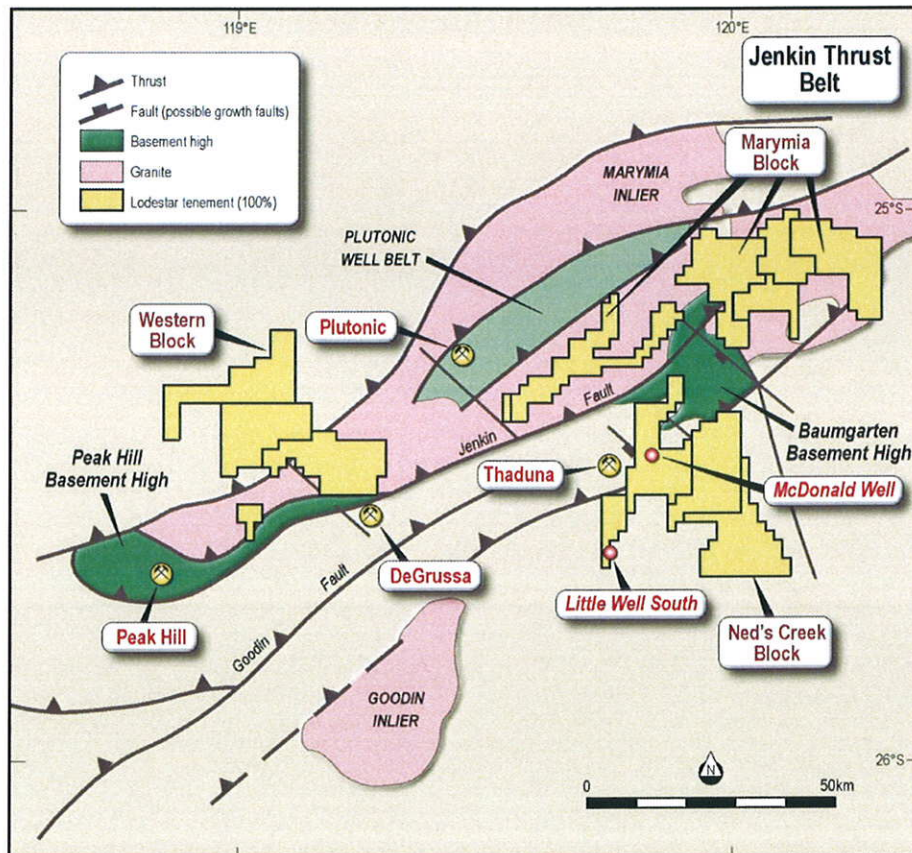 119°E
120°E
Jenkin Thrust
Belt
Thrust
Fault (possible growth faults)
Basement high
Granite
Lodestar tenement (100%)
Marymia
Block
MARYMIA
INLIER
25°S
PLUTONIC
WELL BELT
Western
Block
Plutonic
Fault
Jenkin
Baumgarten
Basement High
Peak Hill
Basement High
Thaduna
McDonald Well
DeGrussa
Little Well South
Fault
Peak Hill
Ned's Creek
Block
Goodin
GOODIN
INLIER
26°S
N
0
50km